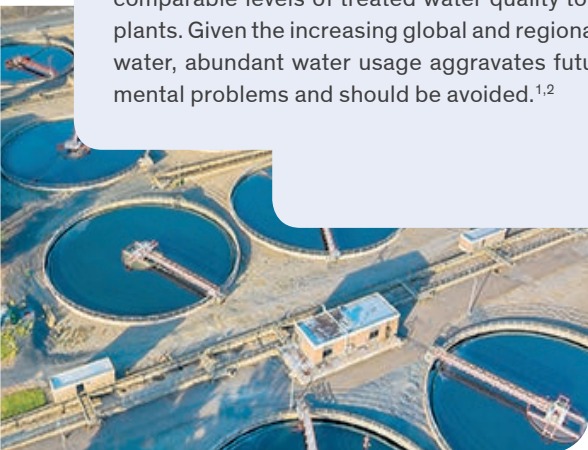 comparable levels of treated water quality to
plants. Given the increasing global and regiona
water, abundant water usage aggravates futu
mental problems and should be avoided.1,2